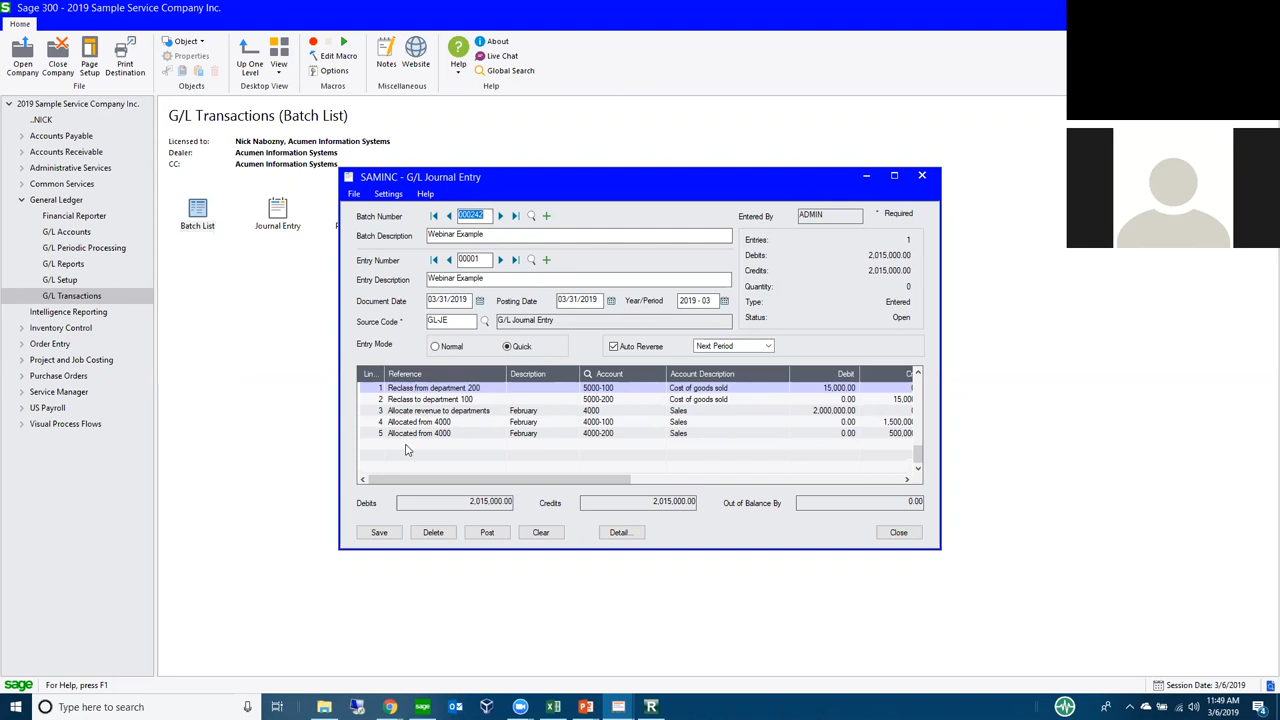 Sage 300 - 2019 Sample Service Company Inc.
Home
Open Company
Close Company
Page Setup
Print Destination
File
Object
Properties
Objects
Up One Level
View
Desktop View
Edit Macro
Options
Macros
Notes
Website
Miscellaneous
Help
About
Live Chat
Global Search
Help
2019 Sample Service Company Inc.
...NICK
Accounts Payable
Accounts Receivable
Administrative Services
Common Services
General Ledger
Financial Reporter
G/L Accounts
G/L Periodic Processing
G/L Reports
G/L Setup
G/L Transactions
Intelligence Reporting
Inventory Control
Order Entry
Project and Job Costing
Purchase Orders
Service Manager
US Payroll
Visual Process Flows
G/L Transactions (Batch List)
Licensed to: Nick Nabozny, Acumen Information Systems
Dealer: Acumen Information Systems
CC: Acumen Information Systems
Batch List
Journal Entry
SAMINC - G/L Journal Entry
File Settings Help
Batch Number 000242 Entered By ADMIN * Required
Batch Description Webinar Example
Entry Number 00001
Entry Description Webinar Example
Document Date 03/31/2019 Posting Date 03/31/2019 Year/Period 2019 - 03
Source Code * GL-JE G/L Journal Entry
Entry Mode Normal Quick Auto Reverse Next Period
Entries: 1
Debits: 2,015,000.00
Credits: 2,015,000.00
Quantity: 0
Type: Entered
Status: Open
Lin... Reference Description Account Account Description Debit
1 Reclass from department 200 5000-100 Cost of goods sold 15,000.00
2 Reclass to department 100 5000-200 Cost of goods sold 0.00 15,00
3 Allocate revenue to departments February 4000 Sales 2,000,000.00
4 Allocated from 4000 February 4000-100 Sales 0.00 1,500,00
5 Allocated from 4000 February 4000-200 Sales 0.00 500,00
Debits 2,015,000.00 Credits 2,015,000.00 Out of Balance By 0.00
Save Delete Post Clear Detail... Close
sage For Help, press F1 Session Date: 3/6/2019
Type here to search
11:49 AM
3/6/2019